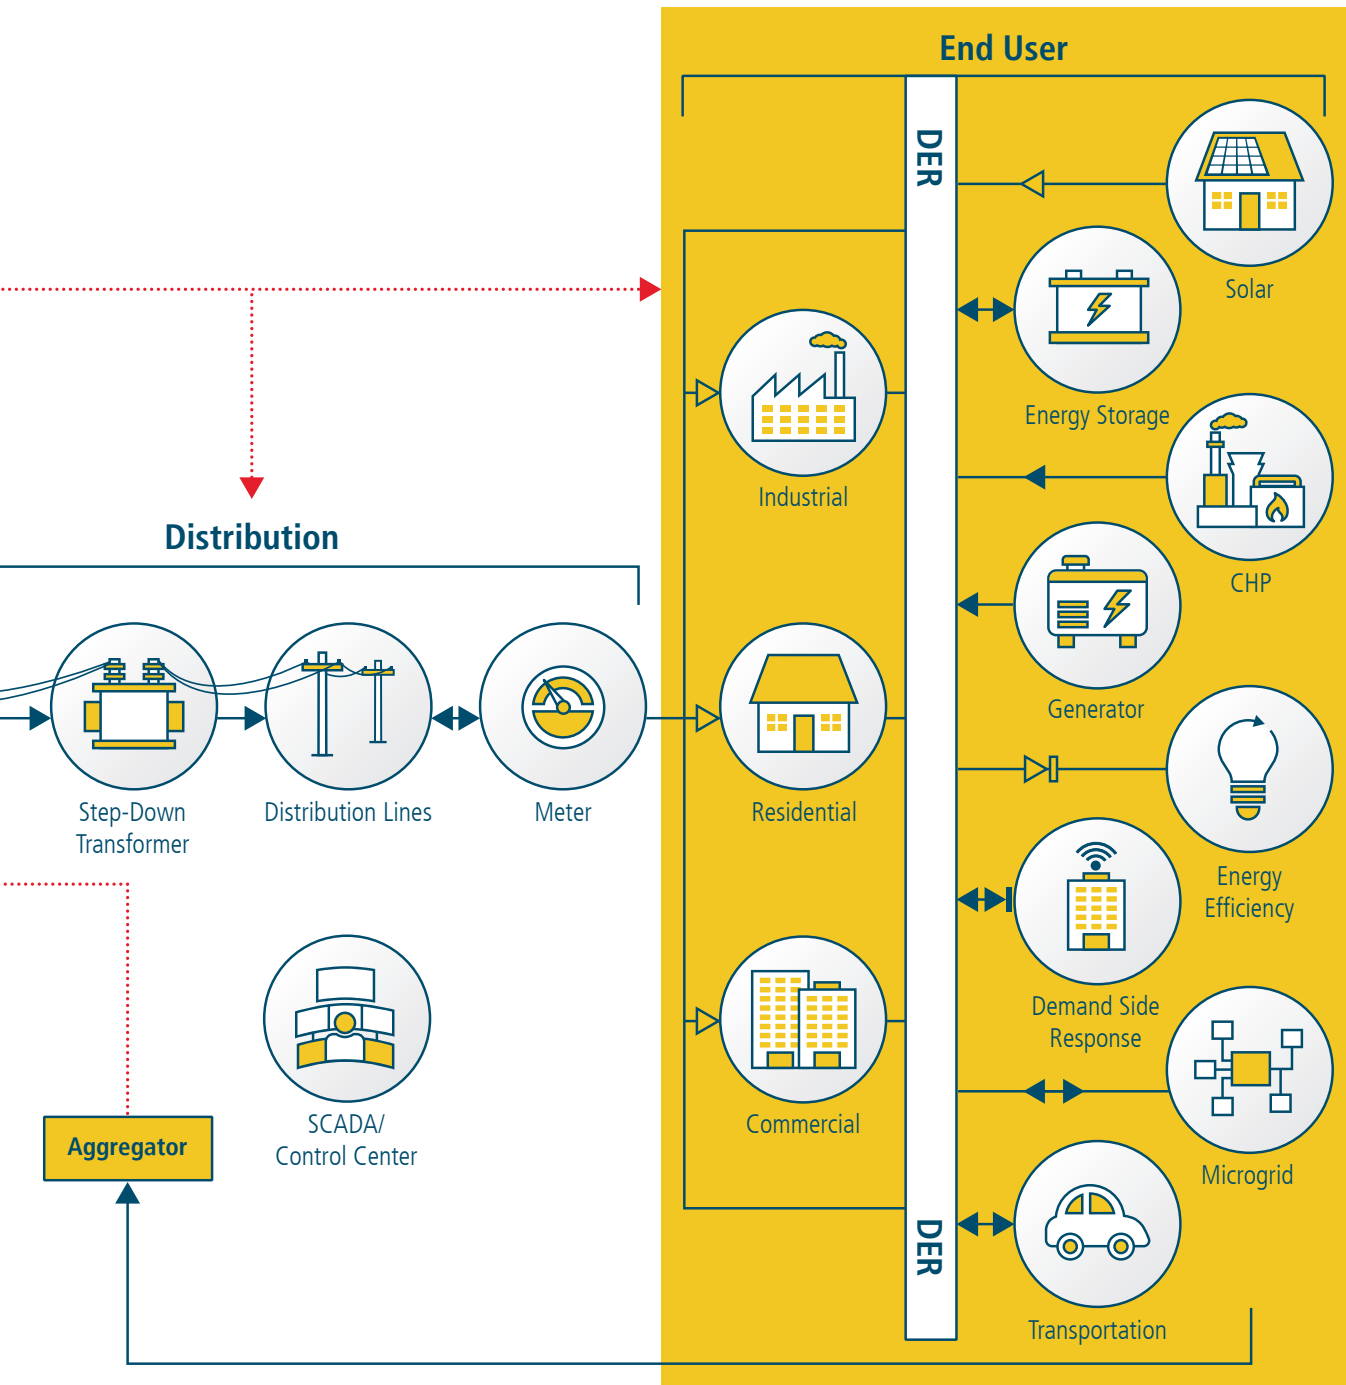 End User
DER
Solar
Energy Storage
Industrial
CHP
Distribution
Generator
Step-Down
Transformer
Distribution Lines
Meter
Residential
Energy
Efficiency
Demand Side
Response
Aggregator
SCADA/
Control Center
Commercial
Microgrid
DER
Transportation